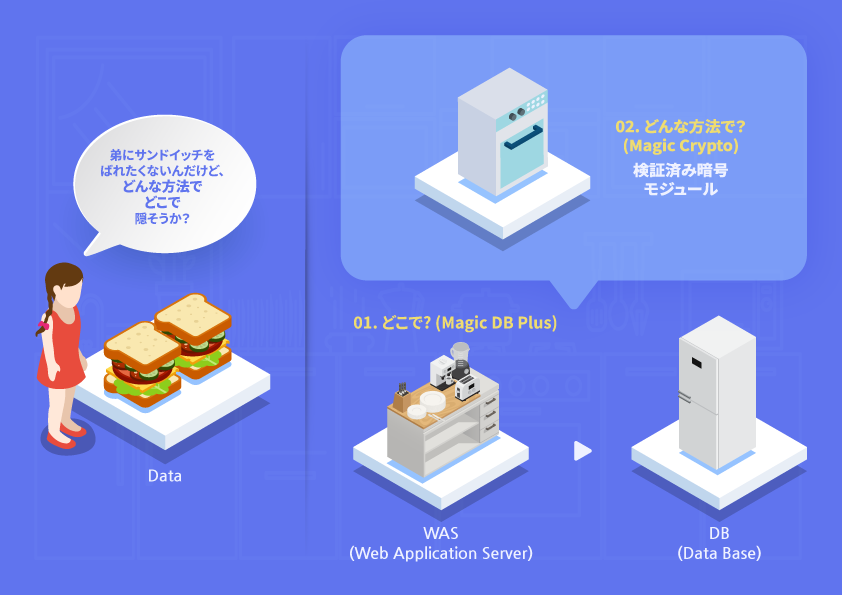 弟にサンドイッチを
ばれたくないんだけど、
どんな方法で
どこで
隠そうか?
Data
02. どんな方法で?
(Magic Crypto)
検証済み暗号
モジュール
01. どこで? (Magic DB Plus)
WAS
(Web Application Server)
DB
(Data Base)